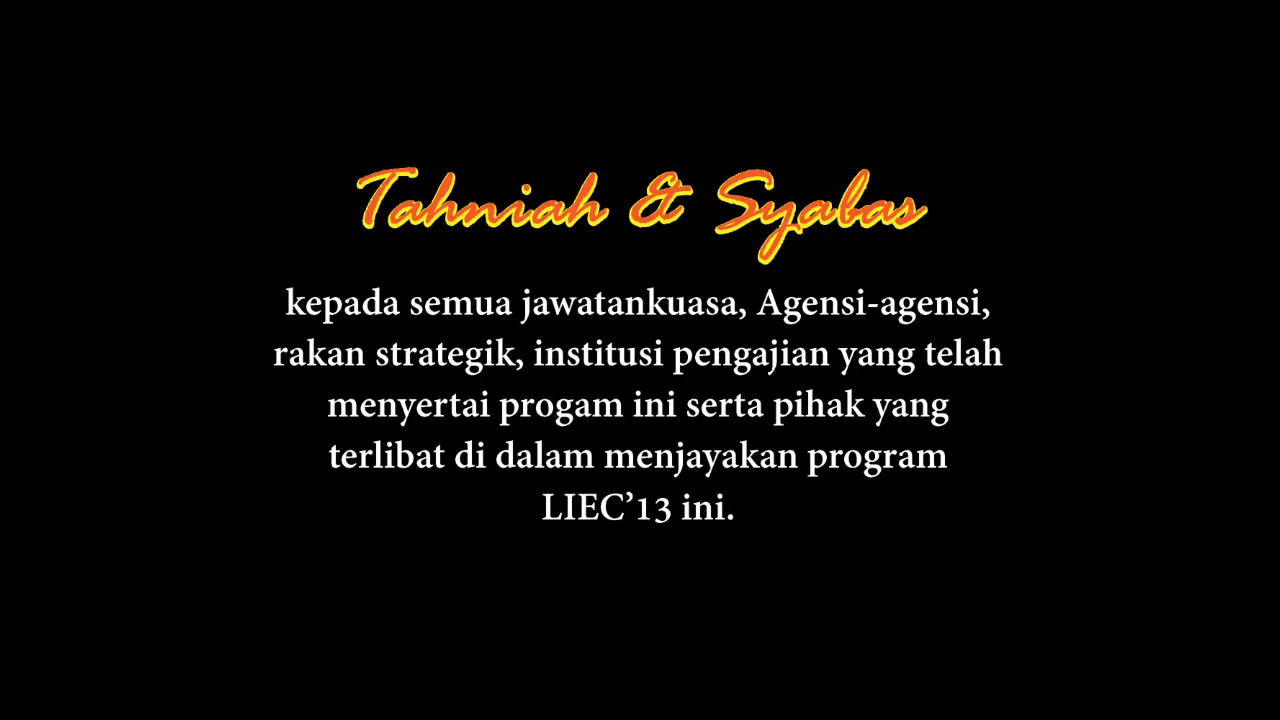 Tahniah & Syabas
kepada semua jawatankuasa, Agensi-agensi,
rakan strategik, institusi pengajian yang telah
menyertai progam ini serta pihak yang
terlibat di dalam menjayakan program
LIEC’13 ini.